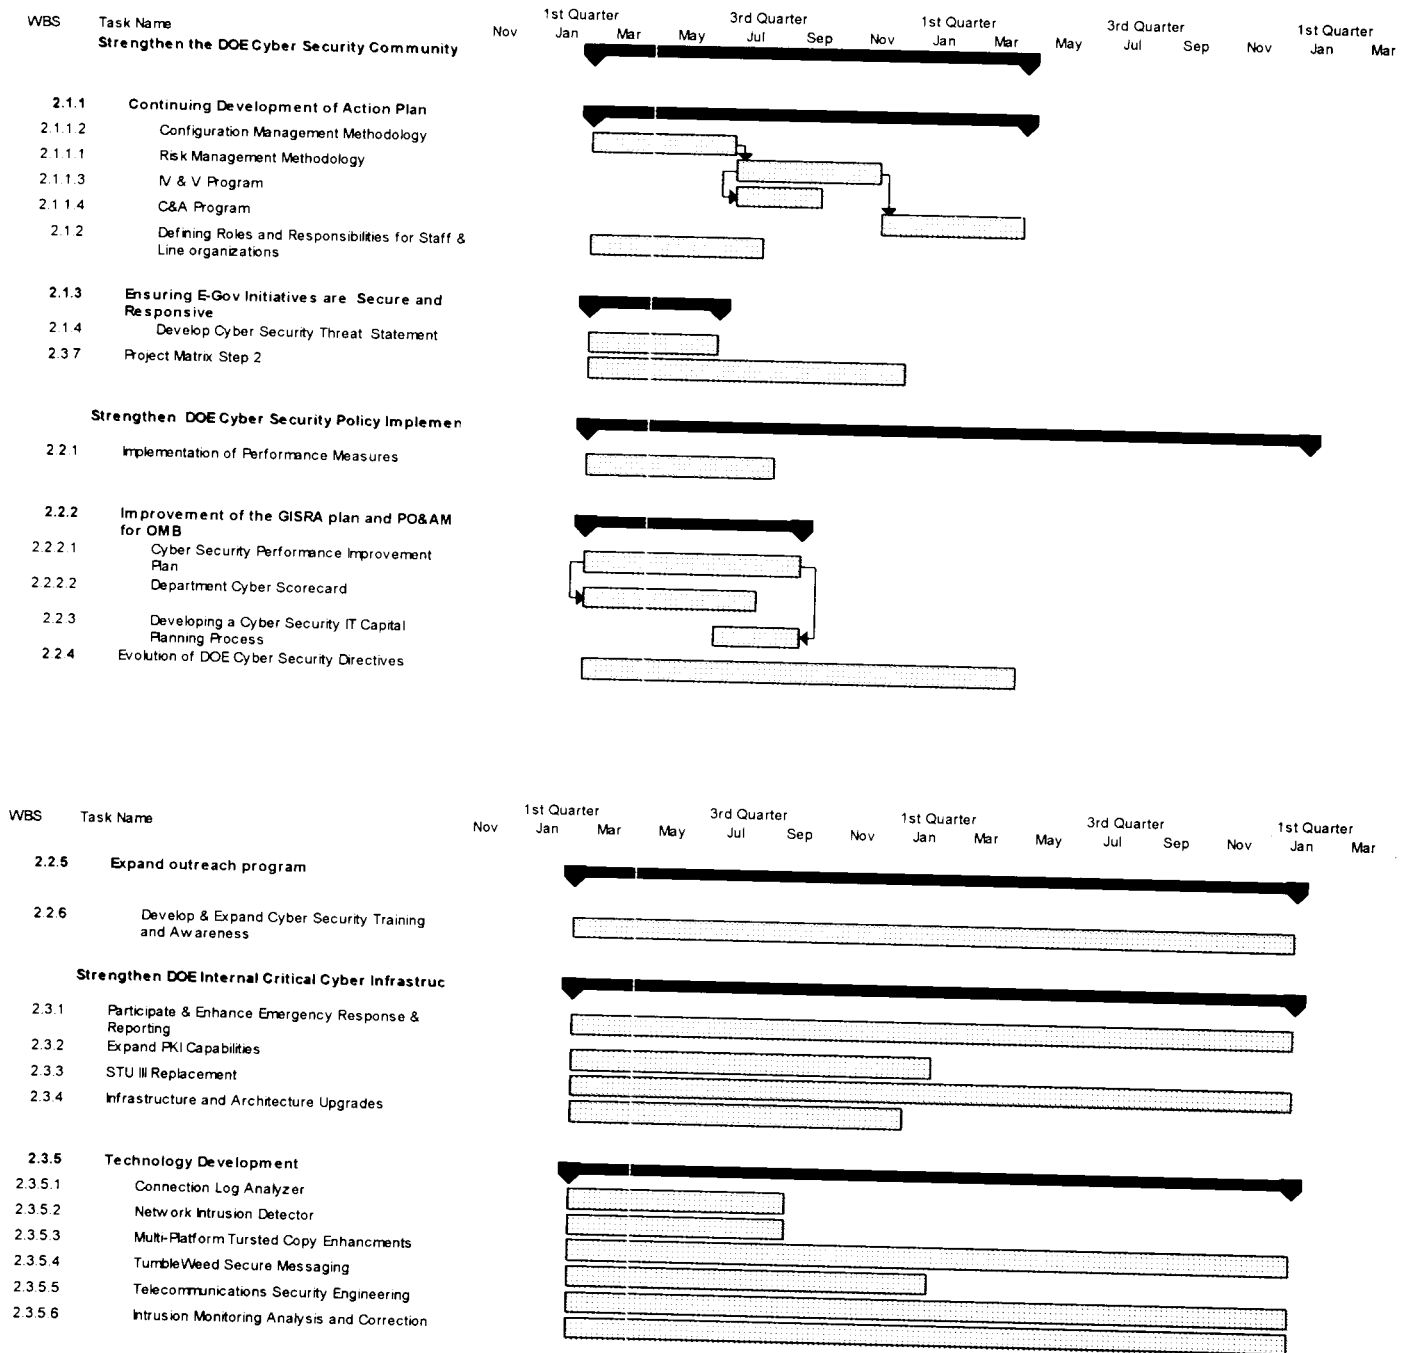 1st Quarter 3rd Quarter 1st Quarter 3rd Quarter 1st Quarter
WBS Task Name Nov Jan Mar May Jul Sep Nov Jan Mar May Jul Sep Nov Jan Mar
Strengthen the DOE Cyber Security Community
2.1.1 Continuing Development of Action Plan
2.1.1.2 Configuration Management Methodology
2.1.1.1 Risk Management Methodology
2.1.1.3 IV & V Program
2.1 1.4 C&A Program
2.1.2 Defining Roles and Responsibilities for Staff &
Line organizations
2.1.3 Ensuring E-Gov Initiatives are Secure and
Responsive
2.1.4 Develop Cyber Security Threat Statement
2.3.7 Project Matrix Step 2
Strengthen DOE Cyber Security Policy Implemen
2.2.1 Implementation of Performance Measures
2.2.2 Improvement of the GISRA plan and PO&AM
for OMB
2.2.2.1 Cyber Security Performance Improvement
Plan
2.2.2.2 Department Cyber Scorecard
2.2.3 Developing a Cyber Security IT Capital
Planning Process
2.2.4 Evolution of DOE Cyber Security Directives
1st Quarter 3rd Quarter 1st Quarter 3rd Quarter 1st Quarter
WBS Task Name Nov Jan Mar May Jul Sep Nov Jan Mar May Jul Sep Nov Jan Mar
2.2.5 Expand outreach program
2.2.6 Develop & Expand Cyber Security Training
and Awareness
Strengthen DOE Internal Critical Cyber Infrastruc
2.3.1 Participate & Enhance Emergency Response &
Reporting
2.3.2 Expand PKI Capabilities
2.3.3 STU III Replacement
2.3.4 Infrastructure and Architecture Upgrades
2.3.5 Technology Development
2.3.5.1 Connection Log Analyzer
2.3.5.2 Network Intrusion Detector
2.3.5.3 Multi-Platform Tursted Copy Enhancments
2.3.5.4 TumbleWeed Secure Messaging
2.3.5.5 Telecommunications Security Engineering
2.3.5 6 Intrusion Monitoring Analysis and Correction